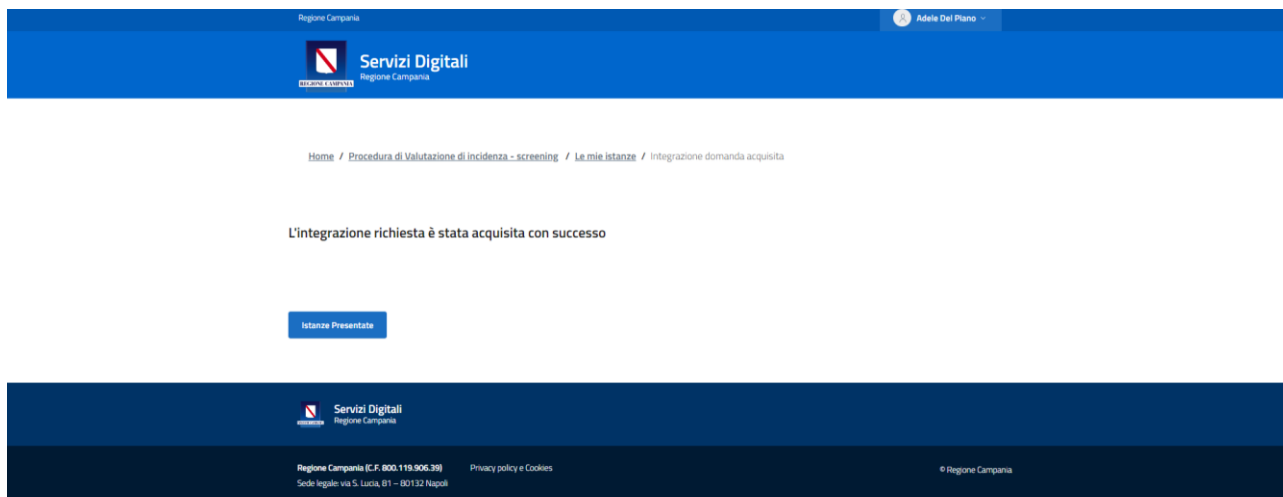 Regione Campania
Adele Del Piano
Servizi Digitali
Regione Campania
REGIONE CAMPANIA
Home / Procedura di Valutazione di incidenza - screening / Le mie istanze / Integrazione domanda acquisita
L'integrazione richiesta è stata acquisita con successo
Istanze Presentate
Servizi Digitali
Regione Campania
Regione Campania (C.F. 800.119.906.39)
Privacy policy e Cookies
© Regione Campania
Sede legale: via S. Lucia, 81 – 80132 Napoli